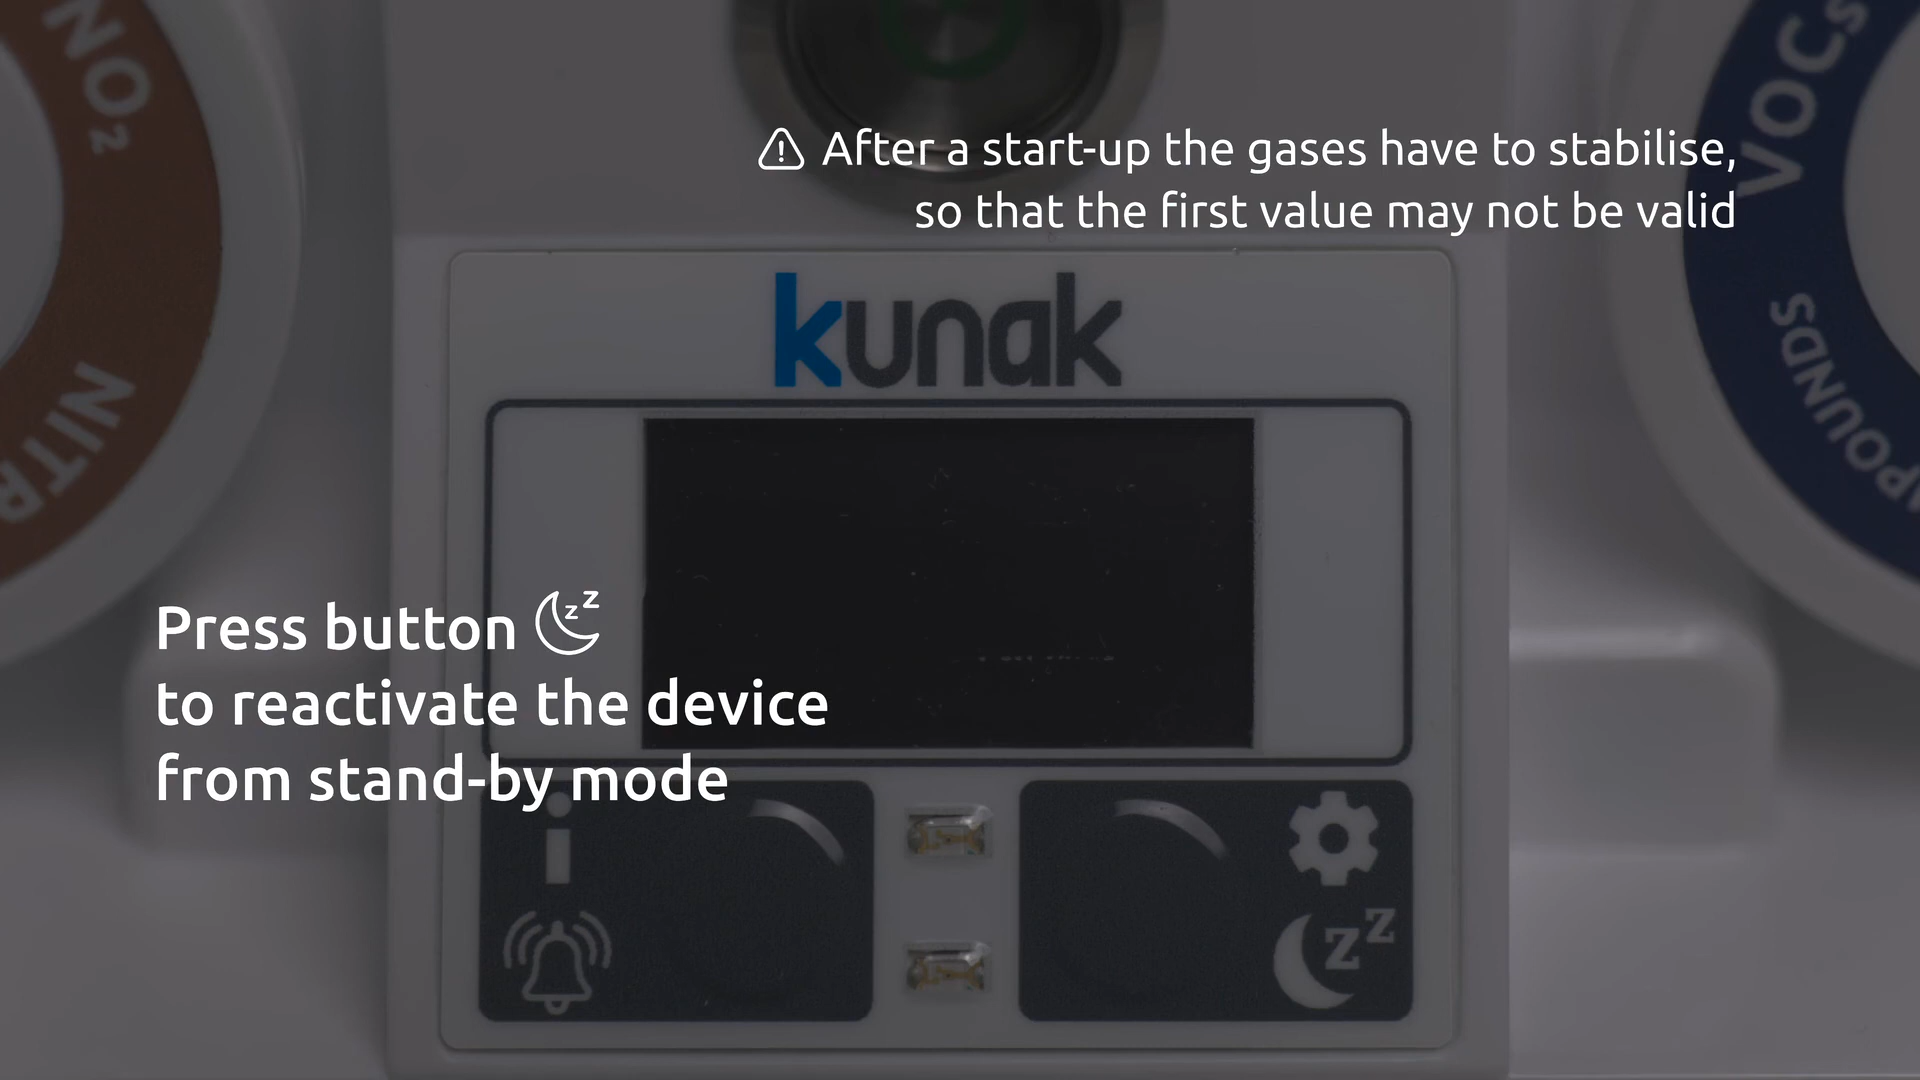 NO₂
NITR
VOCs
POUNDS
⚠ After a start-up the gases have to stabilise,
so that the first value may not be valid
kunak
Press button
to reactivate the device
from stand-by mode
i
zz